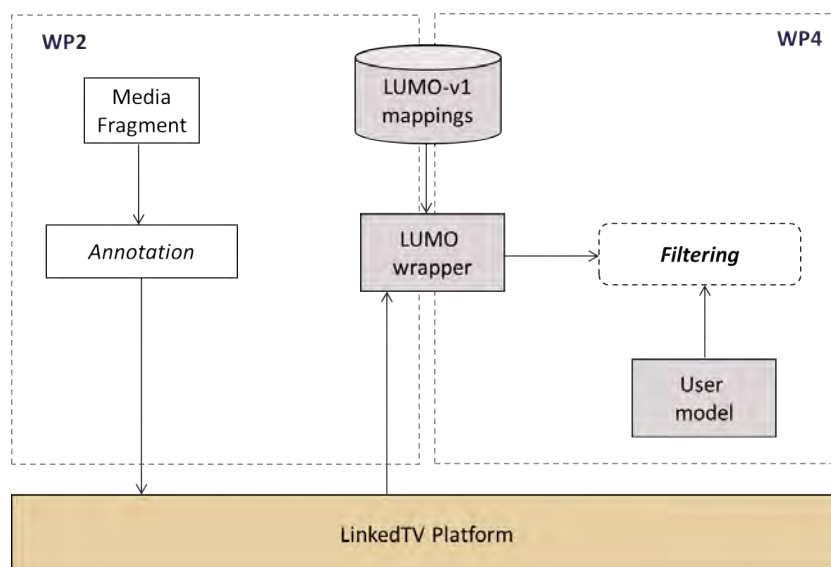 WP2
WP4
Media
Fragment
LUMO-v1
mappings
Annotation
LUMO
wrapper
Filtering
User
model
LinkedTV Platform